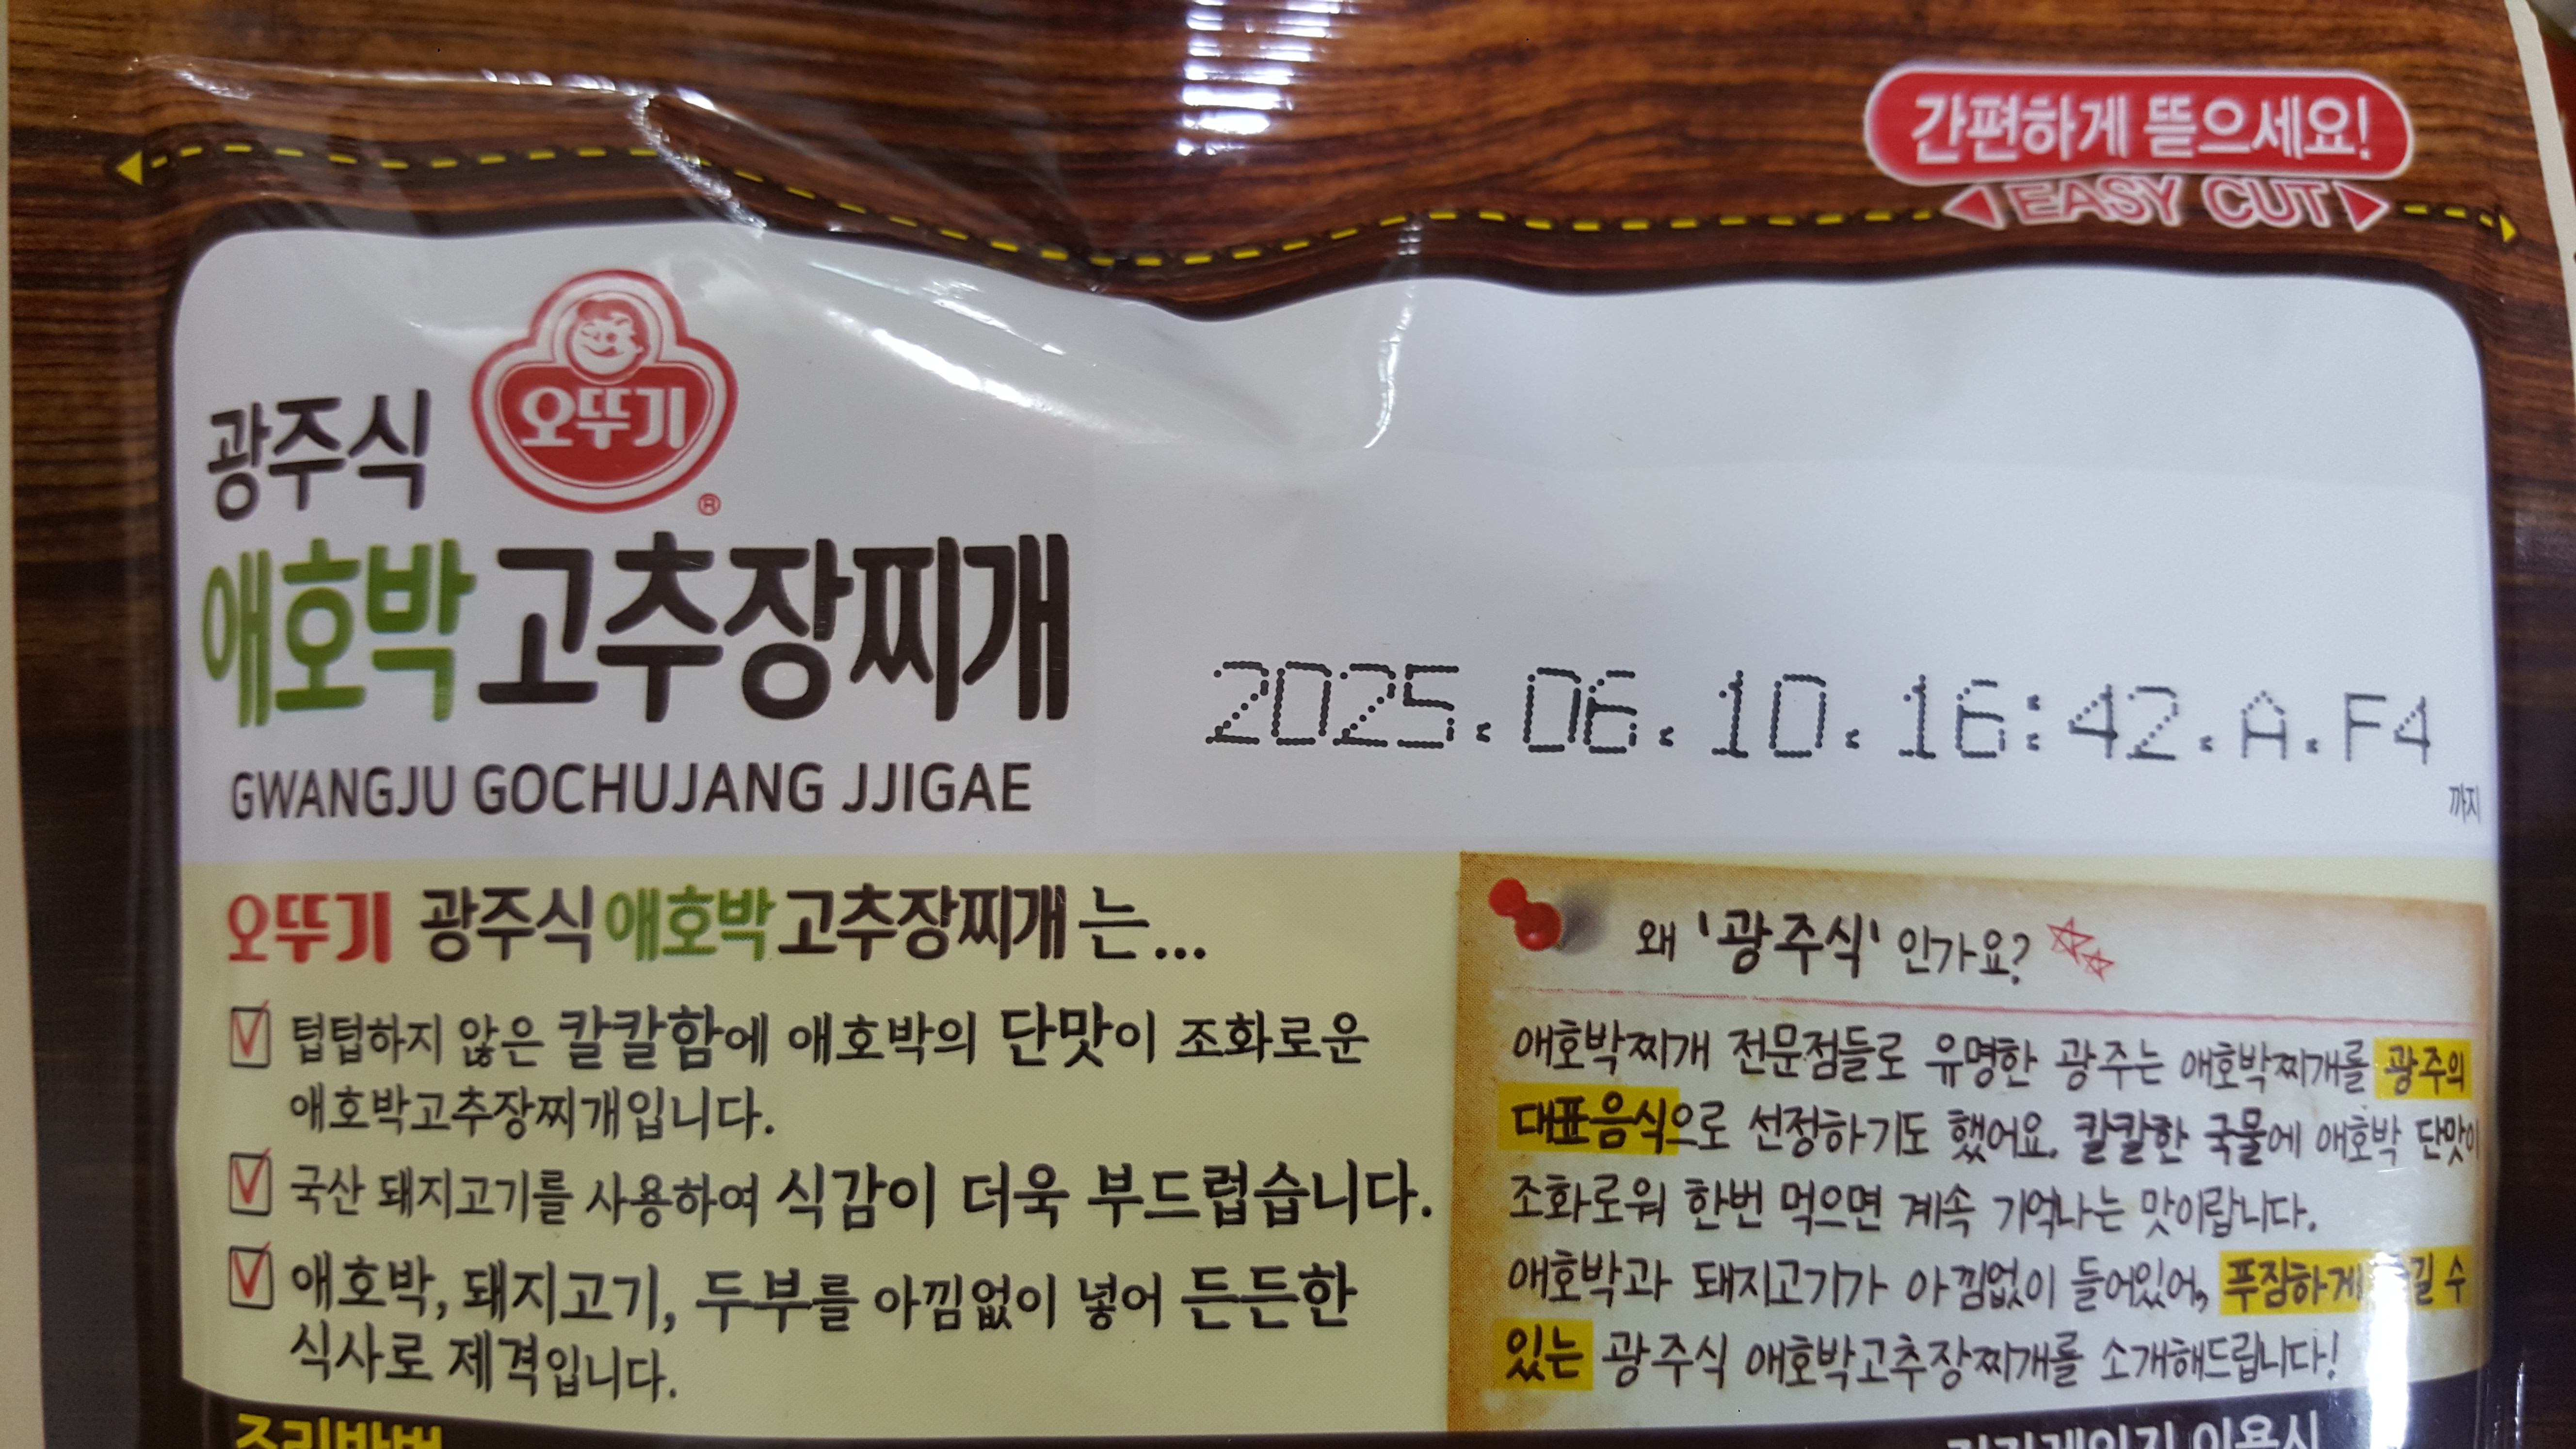 간편하게 뜯으세요!
EASY CUT
오뚜기
®
광주식
애호박고추장찌개
GWANGJU GOCHUJANG JJIGAE
2025.06.10.16:42.A.F4
까지
오뚜기 광주식애호박고추장찌개는...
텁텁하지 않은 칼칼함에 애호박의 단맛이 조화로운
애호박고추장찌개입니다.
국산 돼지고기를 사용하여 식감이 더욱 부드럽습니다.
애호박, 돼지고기, 두부를 아낌없이 넣어 든든한
식사로 제격입니다.
왜 '광주식' 인가요?
애호박찌개 전문점들로 유명한 광주는 애호박찌개를 광주의
대표음식으로 선정하기도 했어요. 칼칼한 국물에 애호박 단맛이
조화로워 한번 먹으면 계속 기억나는 맛이랍니다.
애호박과 돼지고기가 아낌없이 들어있어, 푸짐하게 수
있는 광주식 애호박고추장찌개를 소개해드립니다!